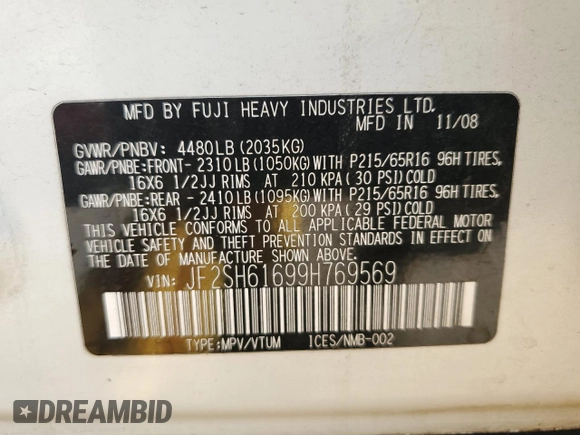 MFD BY FUJI HEAVY INDUSTRIES LTD.
MFD IN 11/08
GVWR/PNBV: 4480LB(2035KG)
GAWR/PNBE:FRONT- 2310LB(1050KG)WITH P215/65R16 96H TIRES,
16X6 1/2JJ RIMS AT 210 KPA(30 PSI)COLD
GAWR/PNBE:REAR - 2410LB(1095KG)WITH P215/65R16 96H TIRES,
16X6 1/2JJ RIMS AT 200 KPA(29 PSI)COLD
THIS VEHICLE CONFORMS TO ALL APPLICABLE FEDERAL MOTOR
VEHICLE SAFETY AND THEFT PREVENTION STANDARDS IN EFFECT ON
THE DATE OF MANUFACTURE SHOWN ABOVE.
VIN: JF2SH61699H769569
TYPE:MPV/VTUM ICES/NMB-002
DREAMBID